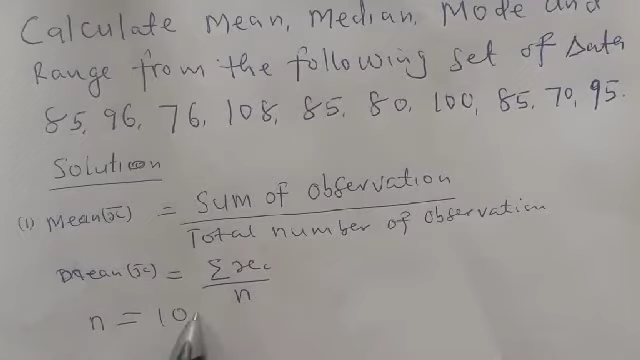 Calculate Mean, Median, Mode and
Range from the following set of Data
85, 96, 76, 108, 85, 80, 100, 85, 70, 95.
Solution
(1) Mean(x̄) = Sum of observation / Total number of observation
Mean(x̄) = Σx / n
n = 10